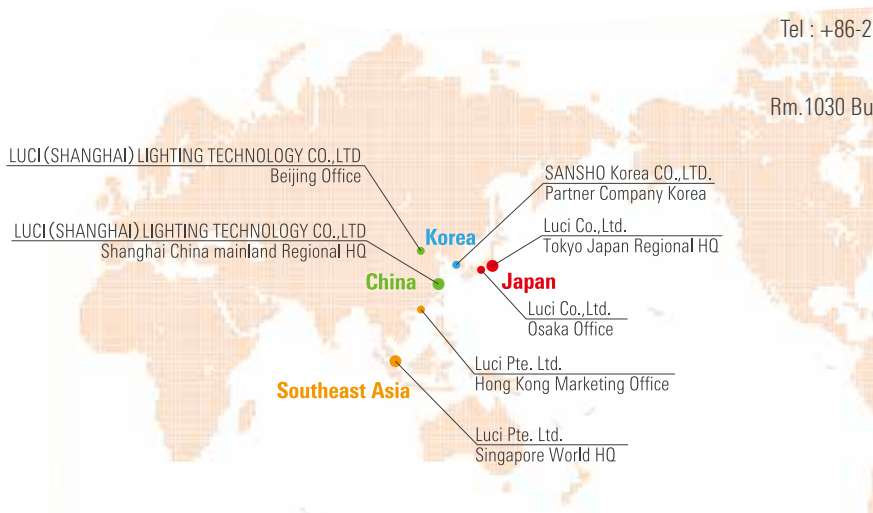 Tel : +86-2
Rm.1030 Bu
LUCI (SHANGHAI) LIGHTING TECHNOLOGY CO.,LTD
Beijing Office
SANSHO Korea CO.,LTD.
Partner Company Korea
LUCI (SHANGHAI) LIGHTING TECHNOLOGY CO.,LTD
Shanghai China mainland Regional HQ
Korea
Luci Co.,Ltd.
Tokyo Japan Regional HQ
China
Japan
Luci Co.,Ltd.
Osaka Office
Luci Pte. Ltd.
Hong Kong Marketing Office
Southeast Asia
Luci Pte. Ltd.
Singapore World HQ